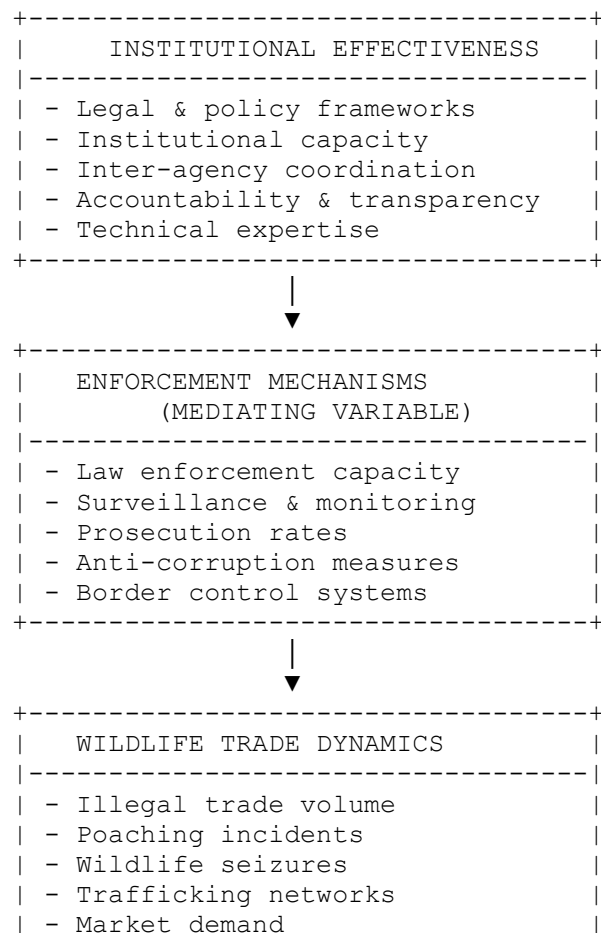 +-----------------------------------+
|     INSTITUTIONAL EFFECTIVENESS   |
|-----------------------------------|
| - Legal & policy frameworks       |
| - Institutional capacity          |
| - Inter-agency coordination       |
| - Accountability & transparency   |
| - Technical expertise             |
+-----------------------------------+
                 |
                 ▼
+-----------------------------------+
|   ENFORCEMENT MECHANISMS          |
|        (MEDIATING VARIABLE)       |
|-----------------------------------|
| - Law enforcement capacity        |
| - Surveillance & monitoring       |
| - Prosecution rates               |
| - Anti-corruption measures        |
| - Border control systems          |
+-----------------------------------+
                 |
                 ▼
+-----------------------------------+
|   WILDLIFE TRADE DYNAMICS         |
|-----------------------------------|
| - Illegal trade volume            |
| - Poaching incidents              |
| - Wildlife seizures               |
| - Trafficking networks            |
| - Market demand                   |